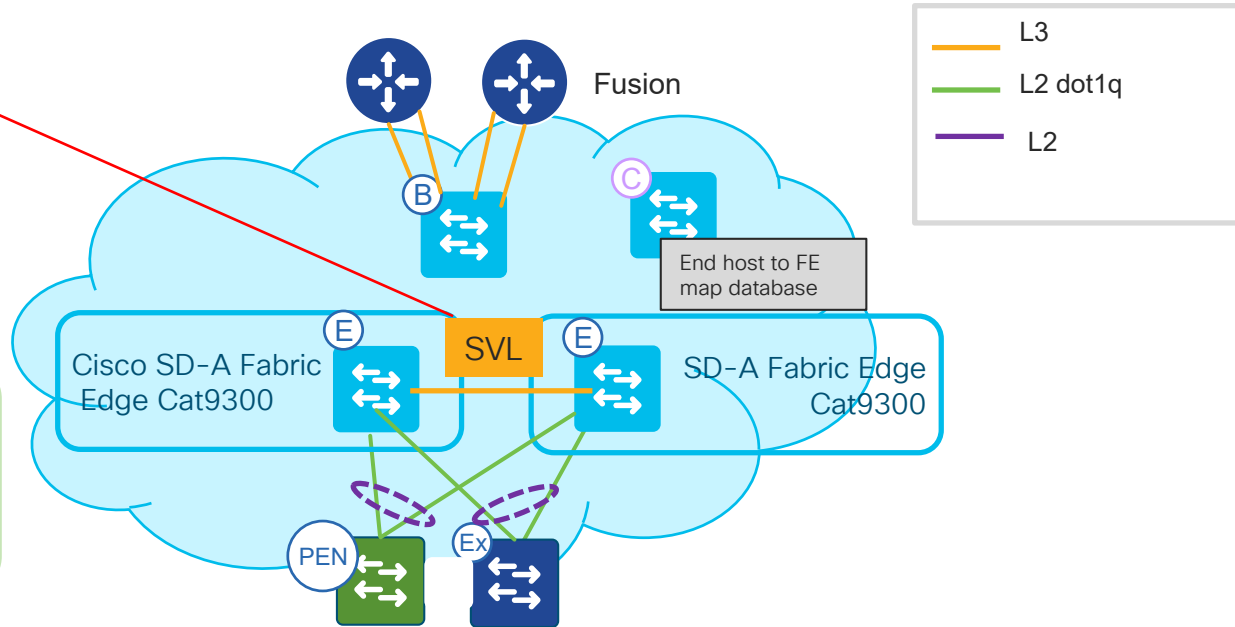 L3
L2 dot1q
L2
Fusion
B
C
End host to FE
map database
E
SVL
E
Cisco SD-A Fabric
Edge Cat9300
SD-A Fabric Edge
Cat9300
PEN
Ex